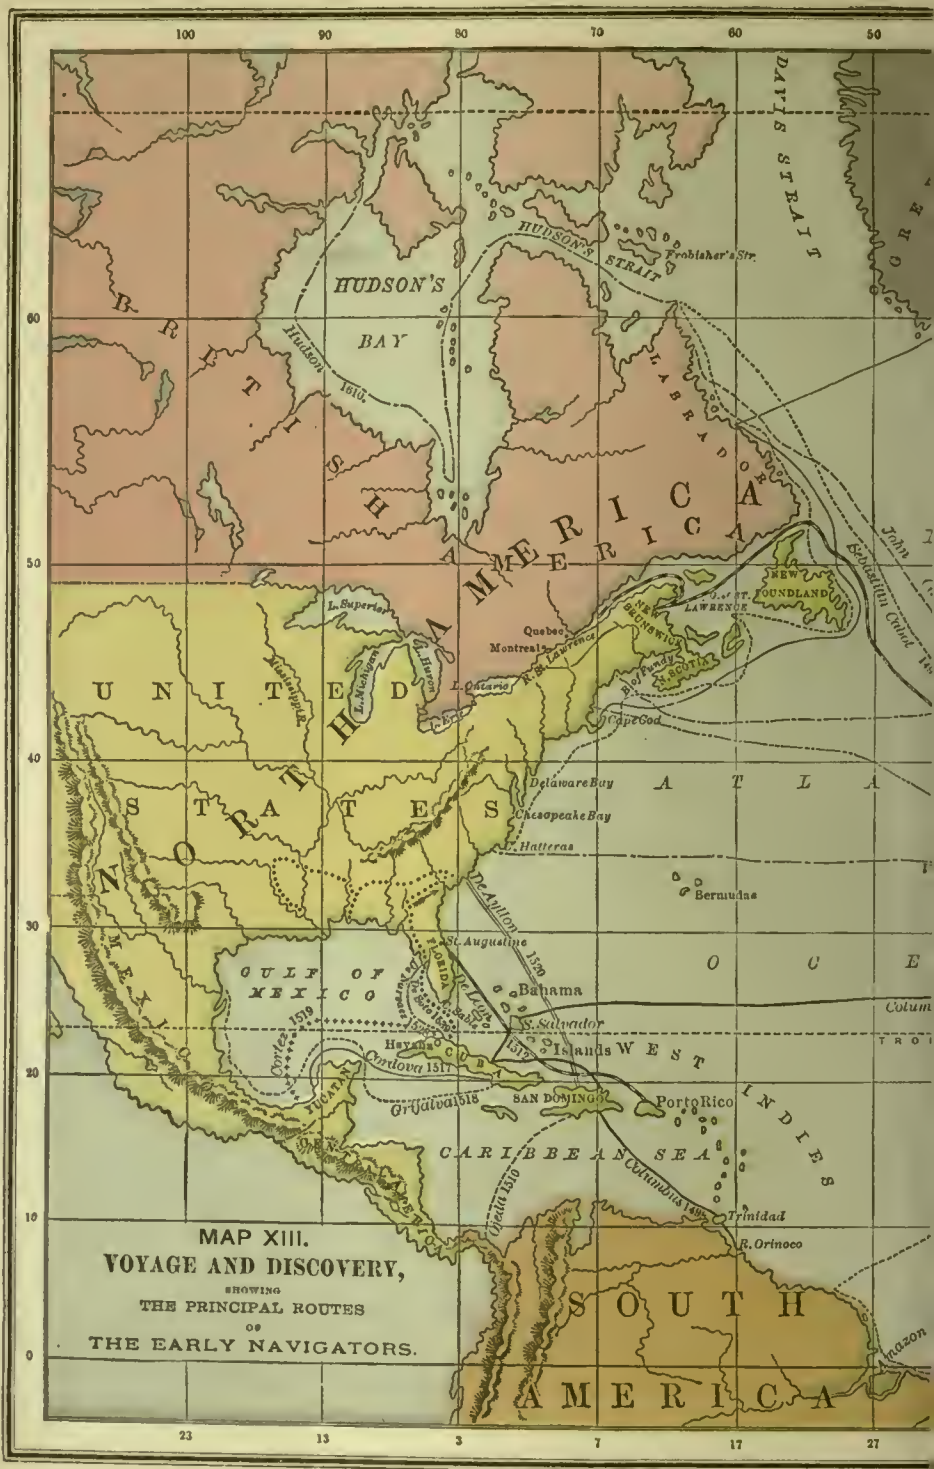 100 90 80 70 60 50
DAVIS STRAIT
HUDSON'S STRAIT
Frobisher's Str.
HUDSON'S
BAY
60
Hudson
1610.
LABRADOR
BRITISH AMERICA
NORTH AMERICA
John
Sebastian Cabot
50
NEW
FOUNDLAND
G. of ST.
LAWRENCE
NEW
BRUNSWICK
L. Superior
Quebec
Montreal
R. St. Lawrence
B. of Fundy
N. SCOTIA
Mississippi R.
L. Michigan
L. Huron
L. Ontario
L. Erie
Cape Cod
UNITED
40
STATES
Delaware Bay
ATLA
Chesapeake Bay
Hatteras
Bermudas
De Ayllon
1520
30
St. Augustine
MEXICO
GULF OF
MEXICO
FLORIDA
De Leon
OCE
Bahama
Colum
Cortez 1519
S. Salvador
TROI
Havana
CUBA
1512
Islands WEST
INDIES
Cordova 1517
20
YUCATAN
Grijalva 1518
SAN DOMINGO
Porto Rico
CARIBBEAN SEA
Ojeda 1510
Columbus
10
Trinidad
R. Orinoco
MAP XIII.
VOYAGE AND DISCOVERY,
SHOWING
THE PRINCIPAL ROUTES
OF
THE EARLY NAVIGATORS.
SOUTH
0
Amazon
AMERICA
23 13 3 7 17 27